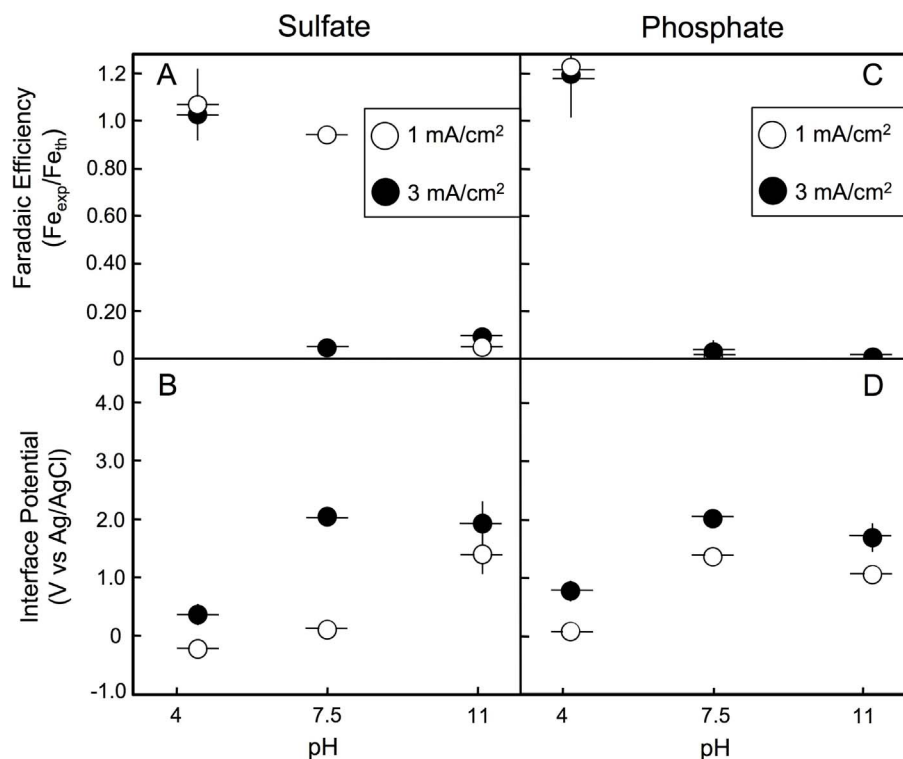 Sulfate
Phosphate
A
C
1.2
1.0
0.80
0.60
0.40
0.20
0
Faradaic Efficiency
(Fe_exp/Fe_th)
1 mA/cm²
3 mA/cm²
1 mA/cm²
3 mA/cm²
B
D
4.0
3.0
2.0
1.0
0
-1.0
Interface Potential
(V vs Ag/AgCl)
4
7.5
11
4
7.5
11
pH
pH